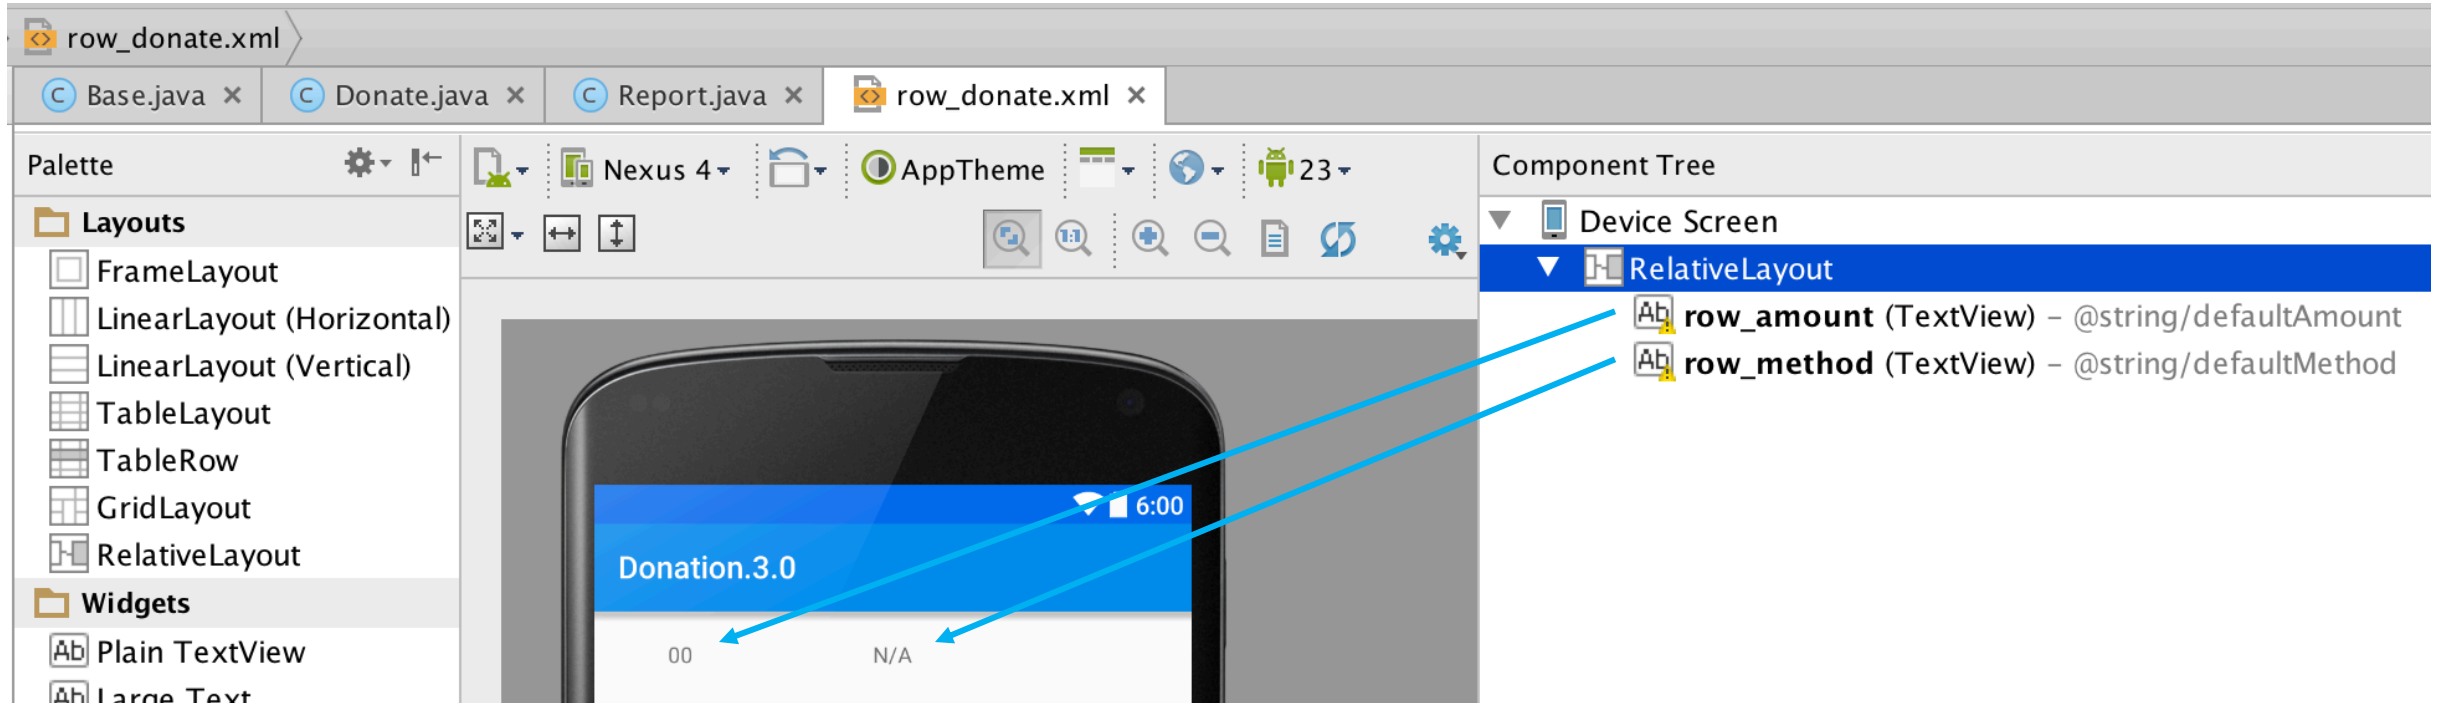 row_donate.xml
Base.java Donate.java Report.java row_donate.xml
Palette
Nexus 4 AppTheme 23
Component Tree
Layouts
FrameLayout
LinearLayout (Horizontal)
LinearLayout (Vertical)
TableLayout
TableRow
GridLayout
RelativeLayout
Widgets
Plain TextView
Large Text
1:1
6:00
Donation.3.0
00 N/A
Device Screen
RelativeLayout
row_amount (TextView) – @string/defaultAmount
row_method (TextView) – @string/defaultMethod